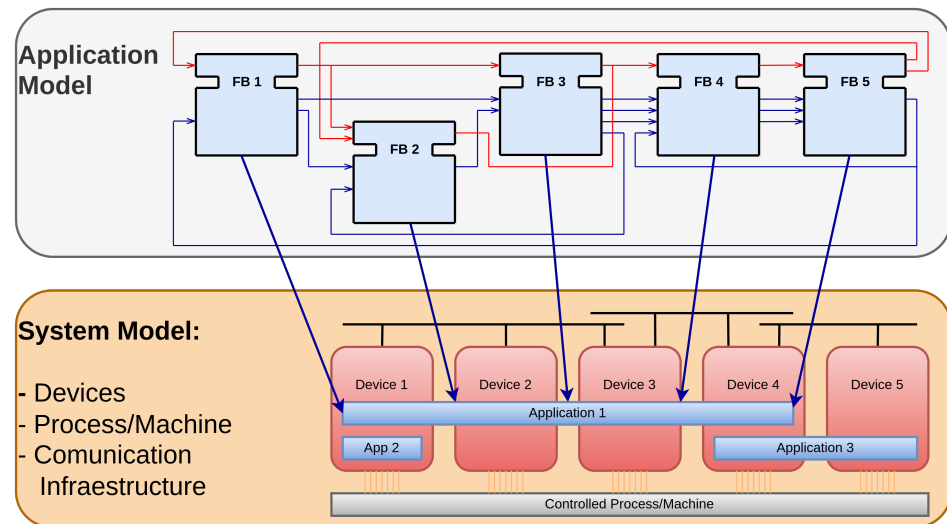 Application
Model
FB 1
FB 2
FB 3
FB 4
FB 5
System Model:
- Devices
- Process/Machine
- Comunication
Infraestructure
Device 1
Device 2
Device 3
Device 4
Device 5
Application 1
App 2
Application 3
Controlled Process/Machine